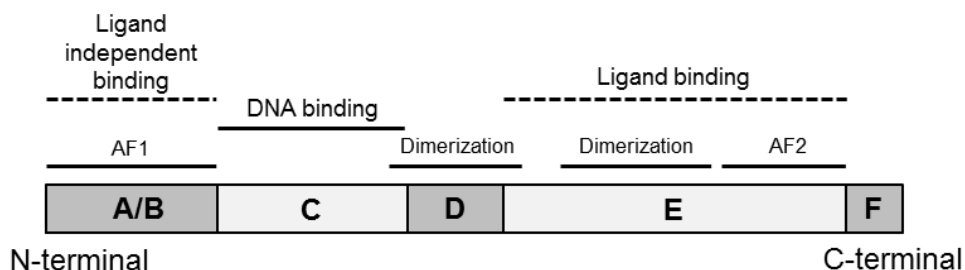 Ligand
independent
binding
Ligand binding
DNA binding
AF1
Dimerization
Dimerization
AF2
A/B
C
D
E
F
N-terminal
C-terminal